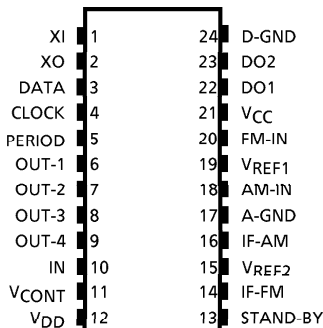 XI 1 24 D-GND
XO 2 23 DO2
DATA 3 22 DO1
CLOCK 4 21 VCC
PERIOD 5 20 FM-IN
OUT-1 6 19 VREF1
OUT-2 7 18 AM-IN
OUT-3 8 17 A-GND
OUT-4 9 16 IF-AM
IN 10 15 VREF2
VCONT 11 14 IF-FM
VDD 12 13 STAND-BY